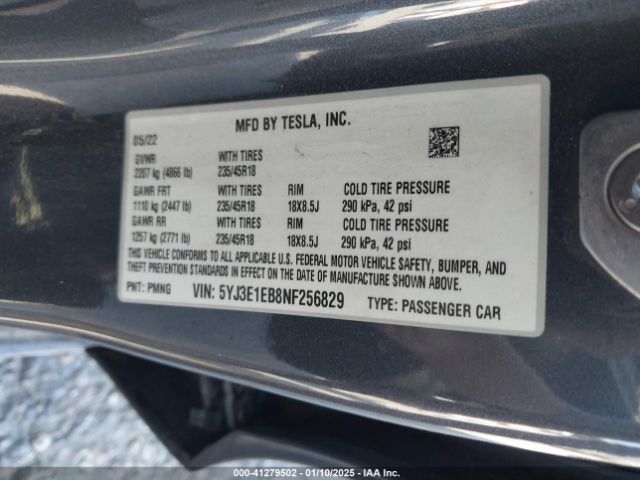 MFD BY TESLA, INC.
05/22
GVWR WITH TIRES
2207 kg (4866 lb) 235/45R18
GAWR FRT WITH TIRES RIM COLD TIRE PRESSURE
1110 kg (2447 lb) 235/45R18 18X8.5J 290 kPa, 42 psi
GAWR RR WITH TIRES RIM COLD TIRE PRESSURE
1257 kg (2771 lb) 235/45R18 18X8.5J 290 kPa, 42 psi
THIS VEHICLE CONFORMS TO ALL APPLICABLE U.S. FEDERAL MOTOR VEHICLE SAFETY, BUMPER, AND
THEFT PREVENTION STANDARDS IN EFFECT ON THE DATE OF MANUFACTURE SHOWN ABOVE.
PNT: PMNG VIN: 5YJ3E1EB8NF256829 TYPE: PASSENGER CAR
000-41279502 — 01/10/2025 — IAA Inc.